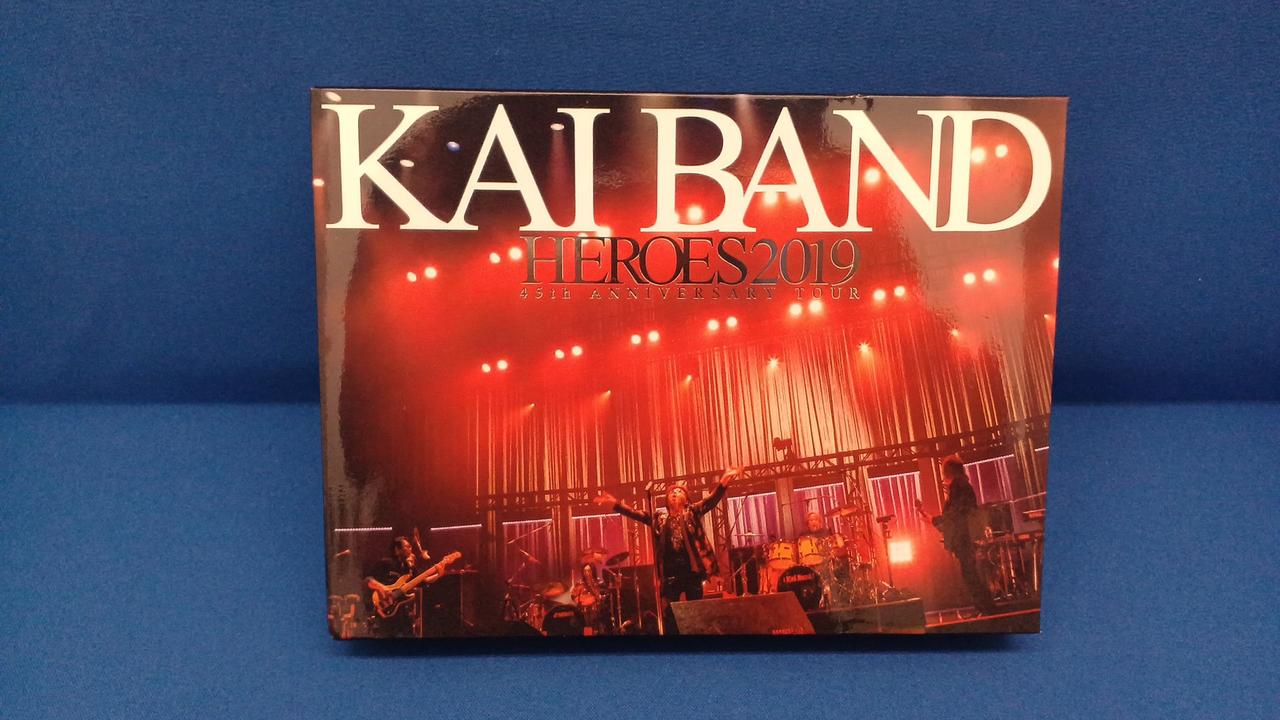 KAI BAND
HEROES 2019
45th ANNIVERSARY TOUR